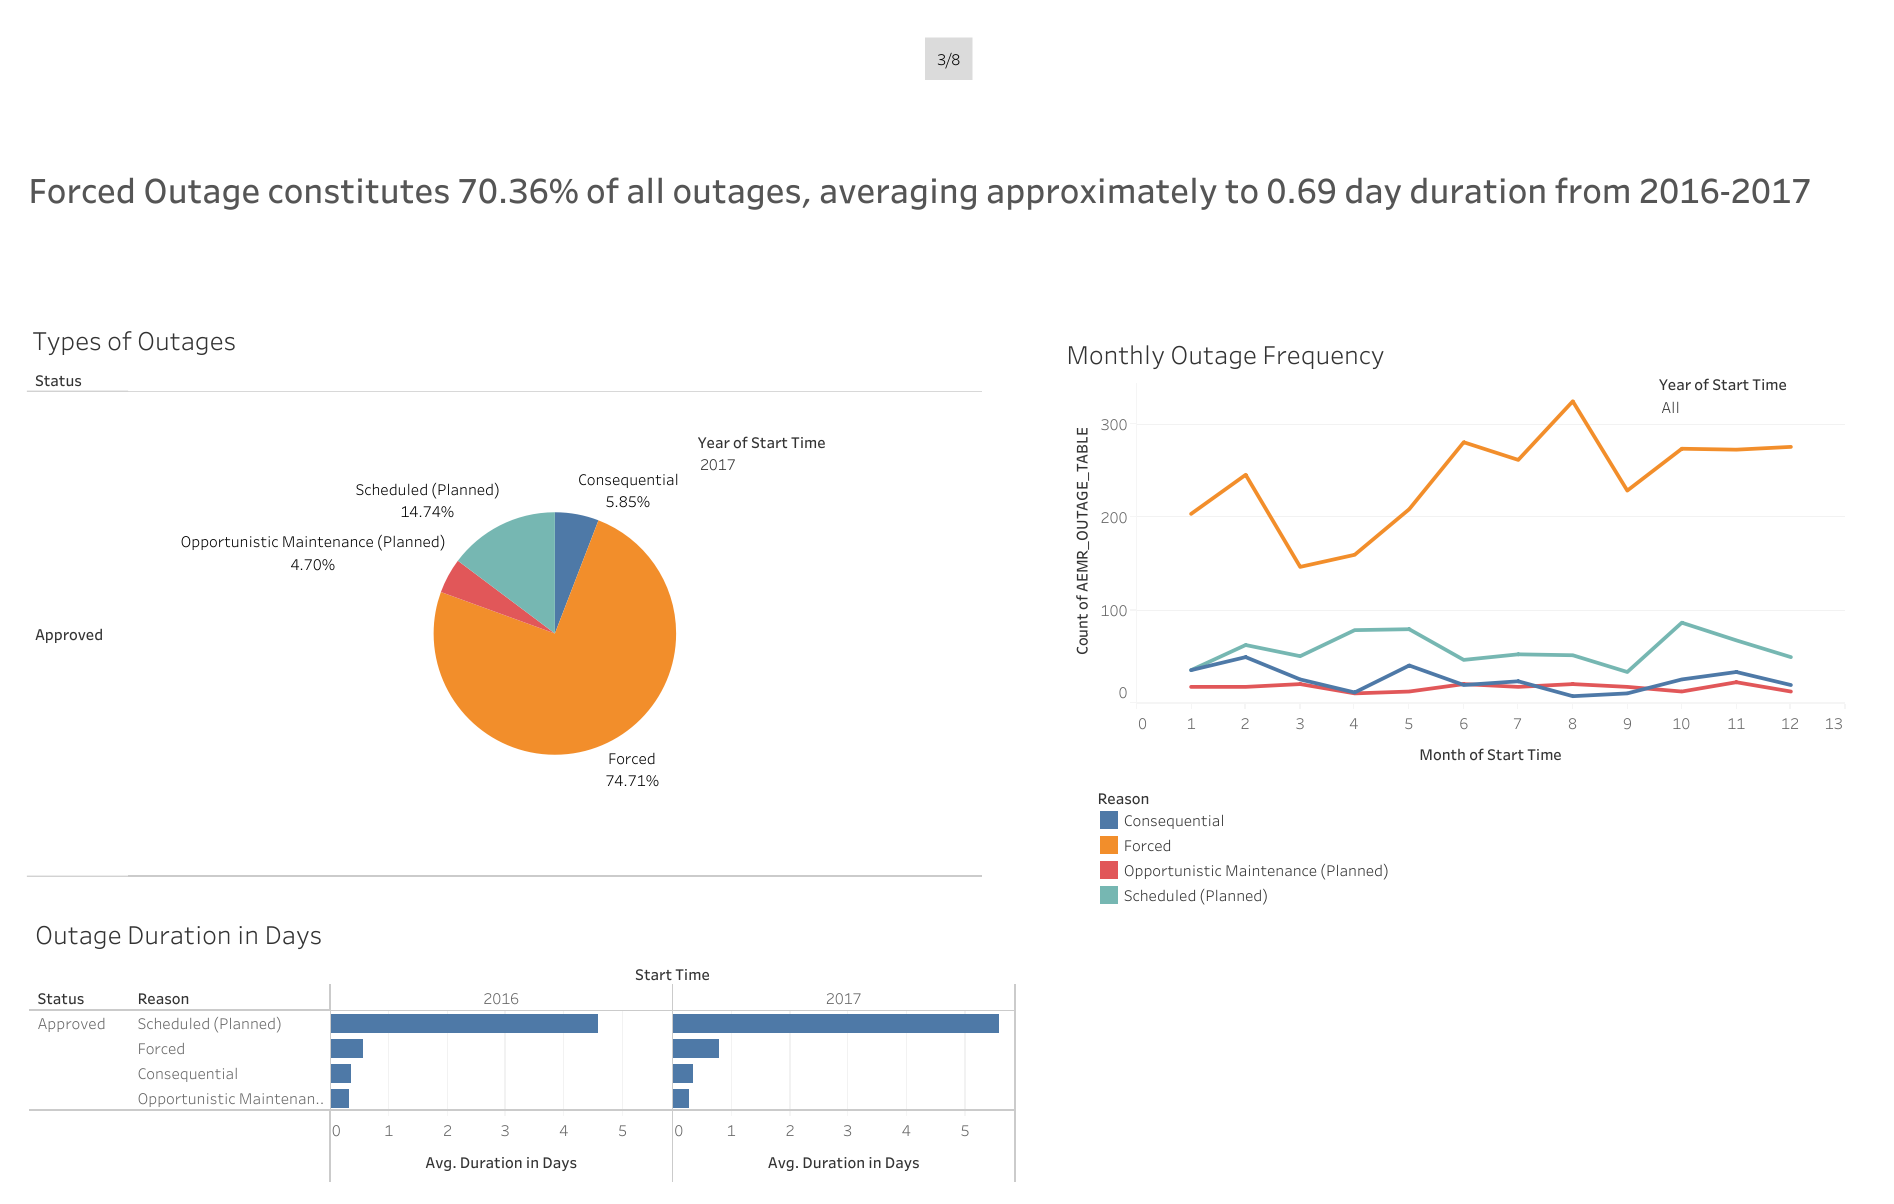 3/8
Forced Outage constitutes 70.36% of all outages, averaging approximately to 0.69 day duration from 2016-2017
Types of Outages
Status
Year of Start Time
2017
Consequential
5.85%
Scheduled (Planned)
14.74%
Opportunistic Maintenance (Planned)
4.70%
Approved
Forced
74.71%
Monthly Outage Frequency
Year of Start Time
All
Count of AEMR_OUTAGE_TABLE
300
200
100
0
0 1 2 3 4 5 6 7 8 9 10 11 12 13
Month of Start Time
Reason
Consequential
Forced
Opportunistic Maintenance (Planned)
Scheduled (Planned)
Outage Duration in Days
Start Time
Status Reason 2016 2017
Approved Scheduled (Planned)
Forced
Consequential
Opportunistic Maintenan..
0 1 2 3 4 5 0 1 2 3 4 5
Avg. Duration in Days Avg. Duration in Days